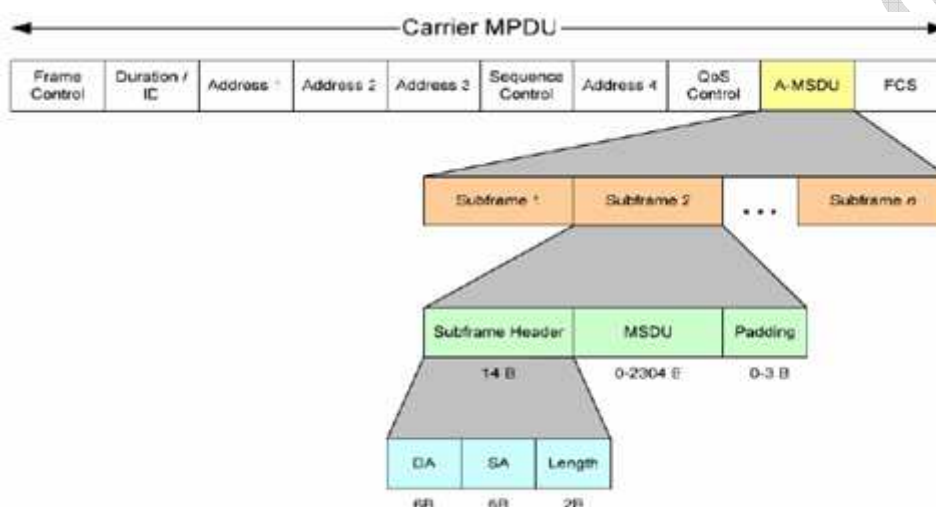 Carrier MPDU
Frame Control
Duration / ID
Address 1
Address 2
Address 3
Sequence Control
Address 4
QoS Control
A-MSDU
FCS
Subframe 1
Subframe 2
...
Subframe n
Subframe Header
MSDU
Padding
14 B
0-2304 B
0-3 B
DA
SA
Length
6B
6B
2B